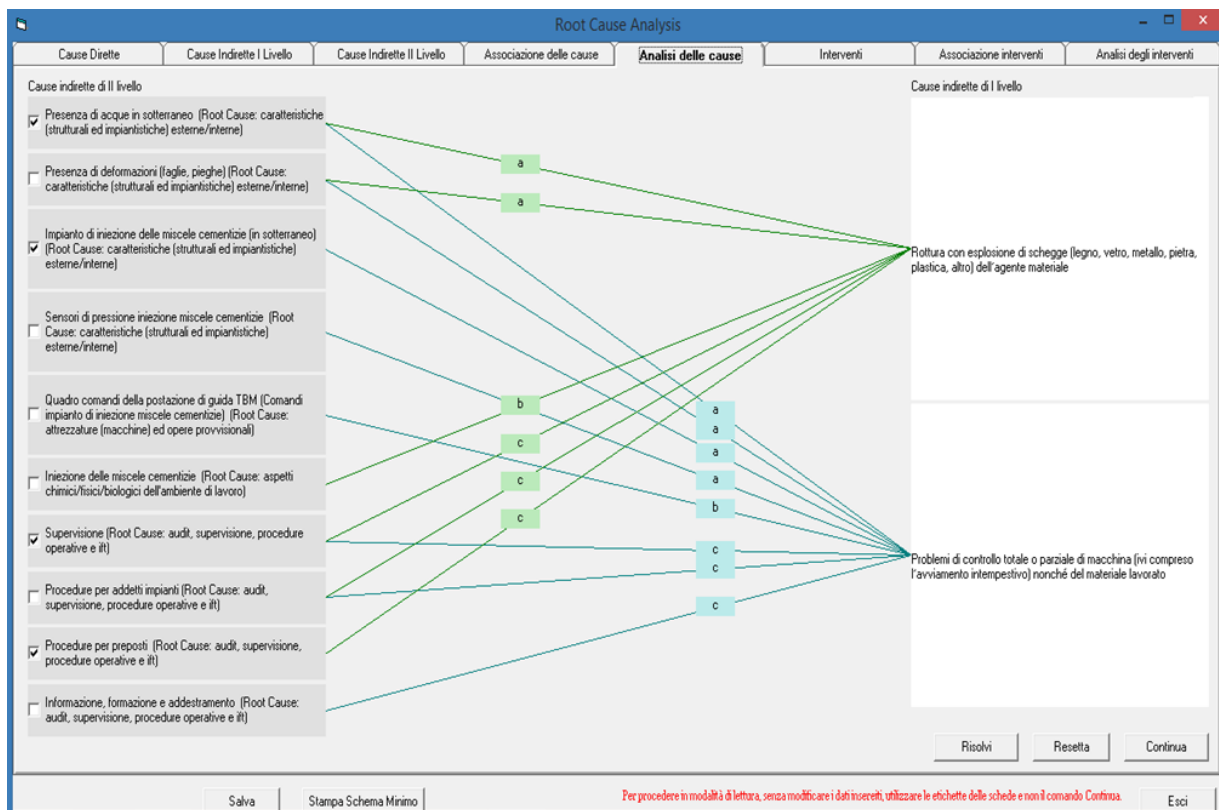 Root Cause Analysis
Cause Dirette
Cause Indirette I Livello
Cause Indirette II Livello
Associazione delle cause
Analisi delle cause
Interventi
Associazione interventi
Analisi degli interventi
Cause indirette di II livello
Cause indirette di I livello
Presenza di acque in sotterraneo (Root Cause: caratteristiche
(strutturali ed impiantistiche) esterne/interne)
Presenza di deformazioni (faglie, pieghe) (Root Cause:
caratteristiche (strutturali ed impiantistiche) esterne/interne)
Impianto di iniezione delle miscele cementizie (in sotterraneo)
(Root Cause: caratteristiche (strutturali ed impiantistiche)
esterne/interne)
Sensori di pressione iniezione miscele cementizie (Root
Cause: caratteristiche (strutturali ed impiantistiche)
esterne/interne)
Quadro comandi della postazione di guida TBM (Comandi
impianto di iniezione miscele cementizie) (Root Cause:
attrezzature (macchine) ed opere provvisionali)
Iniezione delle miscele cementizie (Root Cause: aspetti
chimici/fisici/biologici dell'ambiente di lavoro)
Supervisione (Root Cause: audit, supervisione, procedure
operative e ift)
Procedure per addetti impianti (Root Cause: audit,
supervisione, procedure operative e ift)
Procedure per preposti (Root Cause: audit, supervisione,
procedure operative e ift)
Informazione, formazione e addestramento (Root Cause:
audit, supervisione, procedure operative e ift)
a
a
b
c
c
c
a
a
a
a
b
c
c
c
Rottura con esplosione di schegge (legno, vetro, metallo, pietra,
plastica, altro) dell'agente materiale
Problemi di controllo totale o parziale di macchina (ivi compreso
l'avviamento intempestivo) nonché del materiale lavorato
Risolvi
Resetta
Continua
Salva
Stampa Schema Minimo
Per procedere in modalità di lettura, senza modificare i dati inseriti, utilizzare le etichette delle schede e non il comando Continua.
Esci